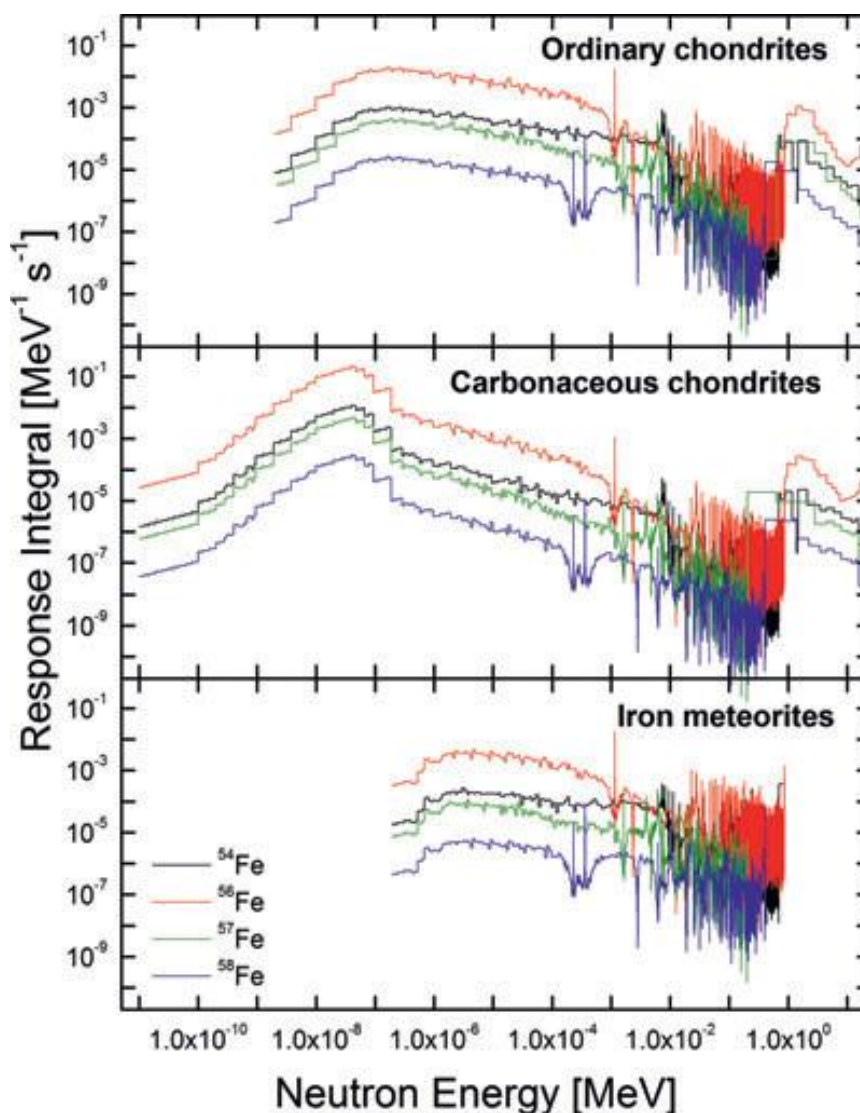 Response Integral [MeV⁻¹ s⁻¹]
10⁻¹
10⁻³
10⁻⁵
10⁻⁷
10⁻⁹
Ordinary chondrites
10⁻¹
10⁻³
10⁻⁵
10⁻⁷
10⁻⁹
Carbonaceous chondrites
10⁻¹
10⁻³
10⁻⁵
10⁻⁷
10⁻⁹
Iron meteorites
⁵⁴Fe
⁵⁶Fe
⁵⁷Fe
⁵⁸Fe
1.0x10⁻¹⁰ 1.0x10⁻⁸ 1.0x10⁻⁶ 1.0x10⁻⁴ 1.0x10⁻² 1.0x10⁰
Neutron Energy [MeV]